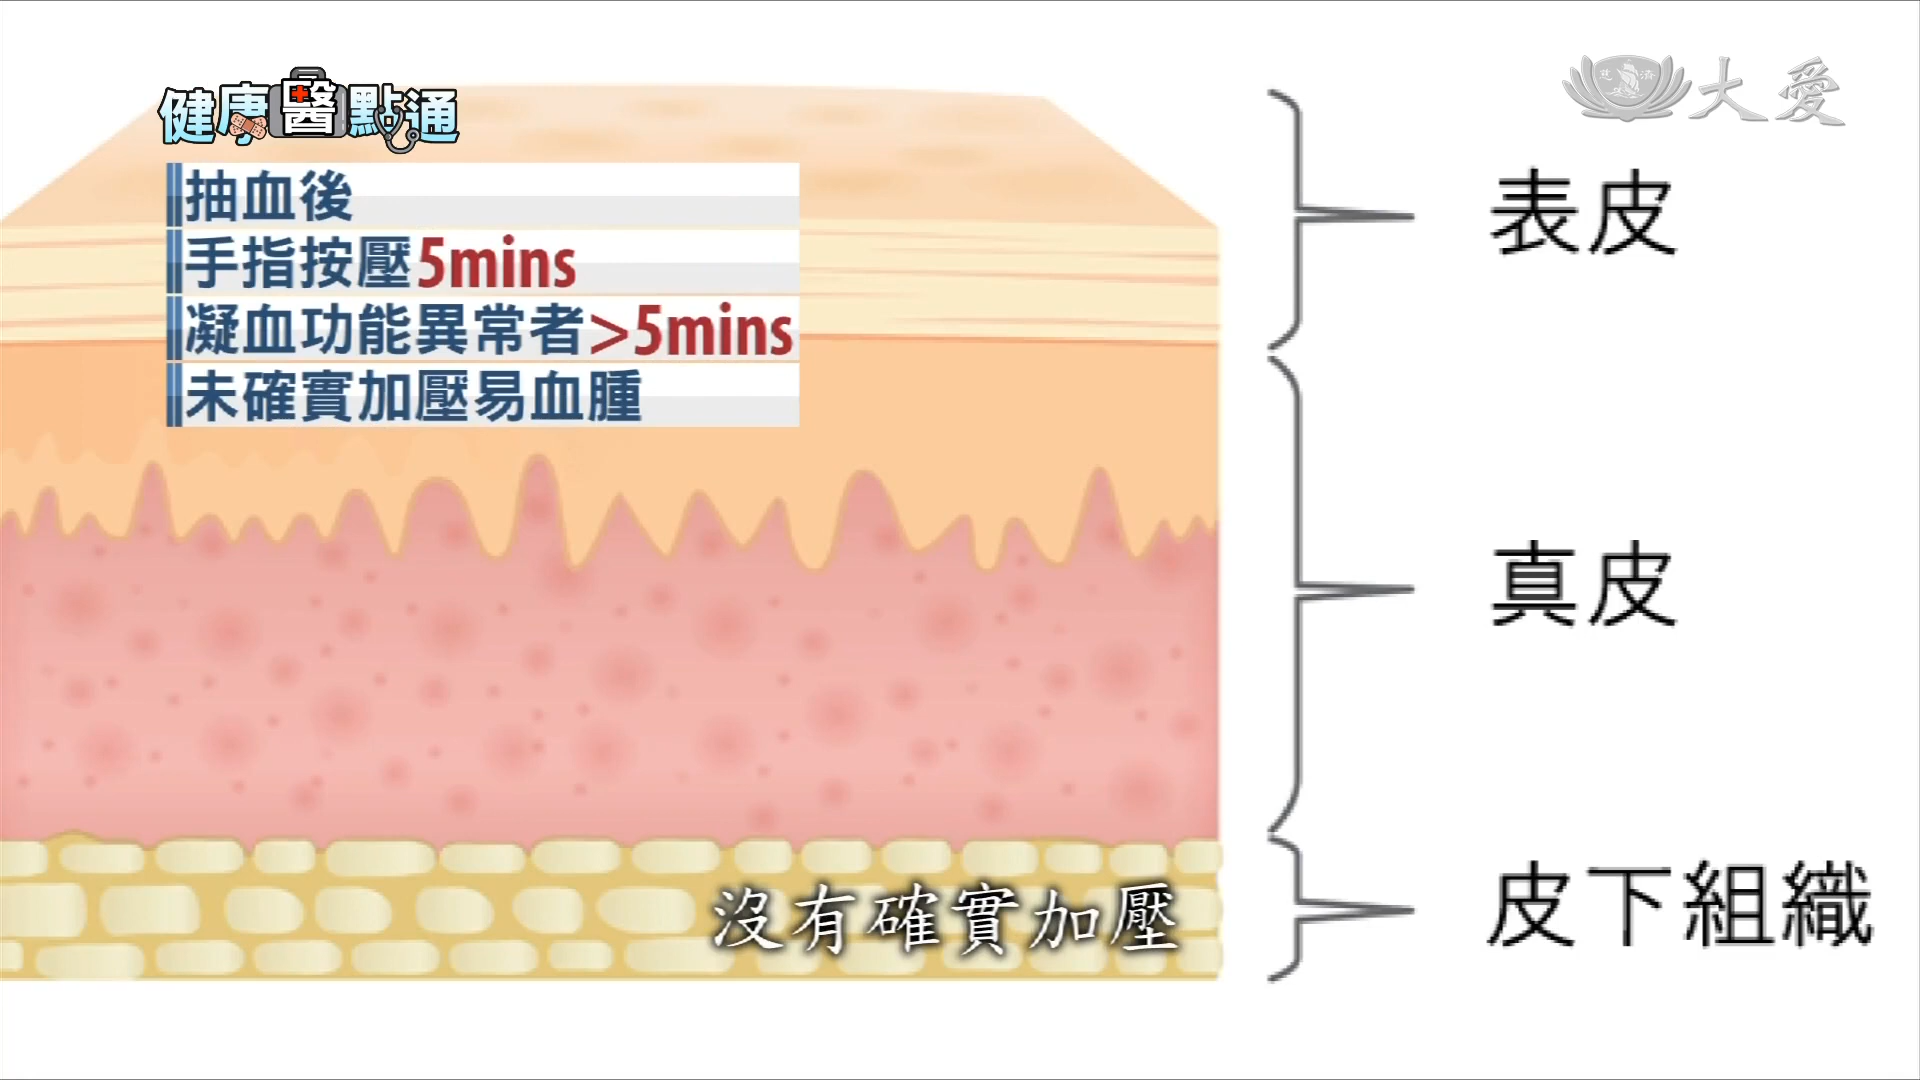 健康醫點通
慈濟
大愛
抽血後
手指按壓5mins
凝血功能異常者>5mins
未確實加壓易血腫
表皮
真皮
皮下組織
沒有確實加壓